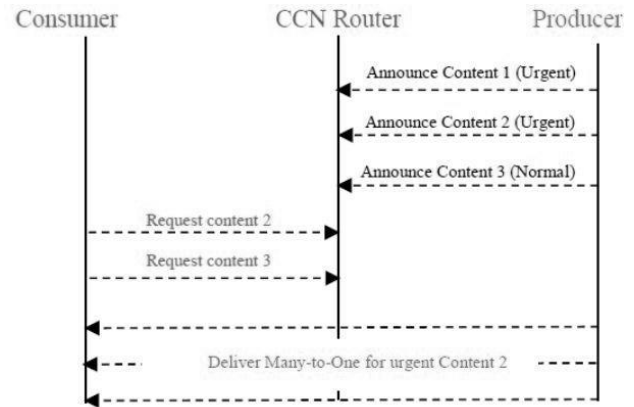 Consumer CCN Router Producer
Announce Content 1 (Urgent)
Announce Content 2 (Urgent)
Announce Content 3 (Normal)
Request content 2
Request content 3
Deliver Many-to-One for urgent Content 2